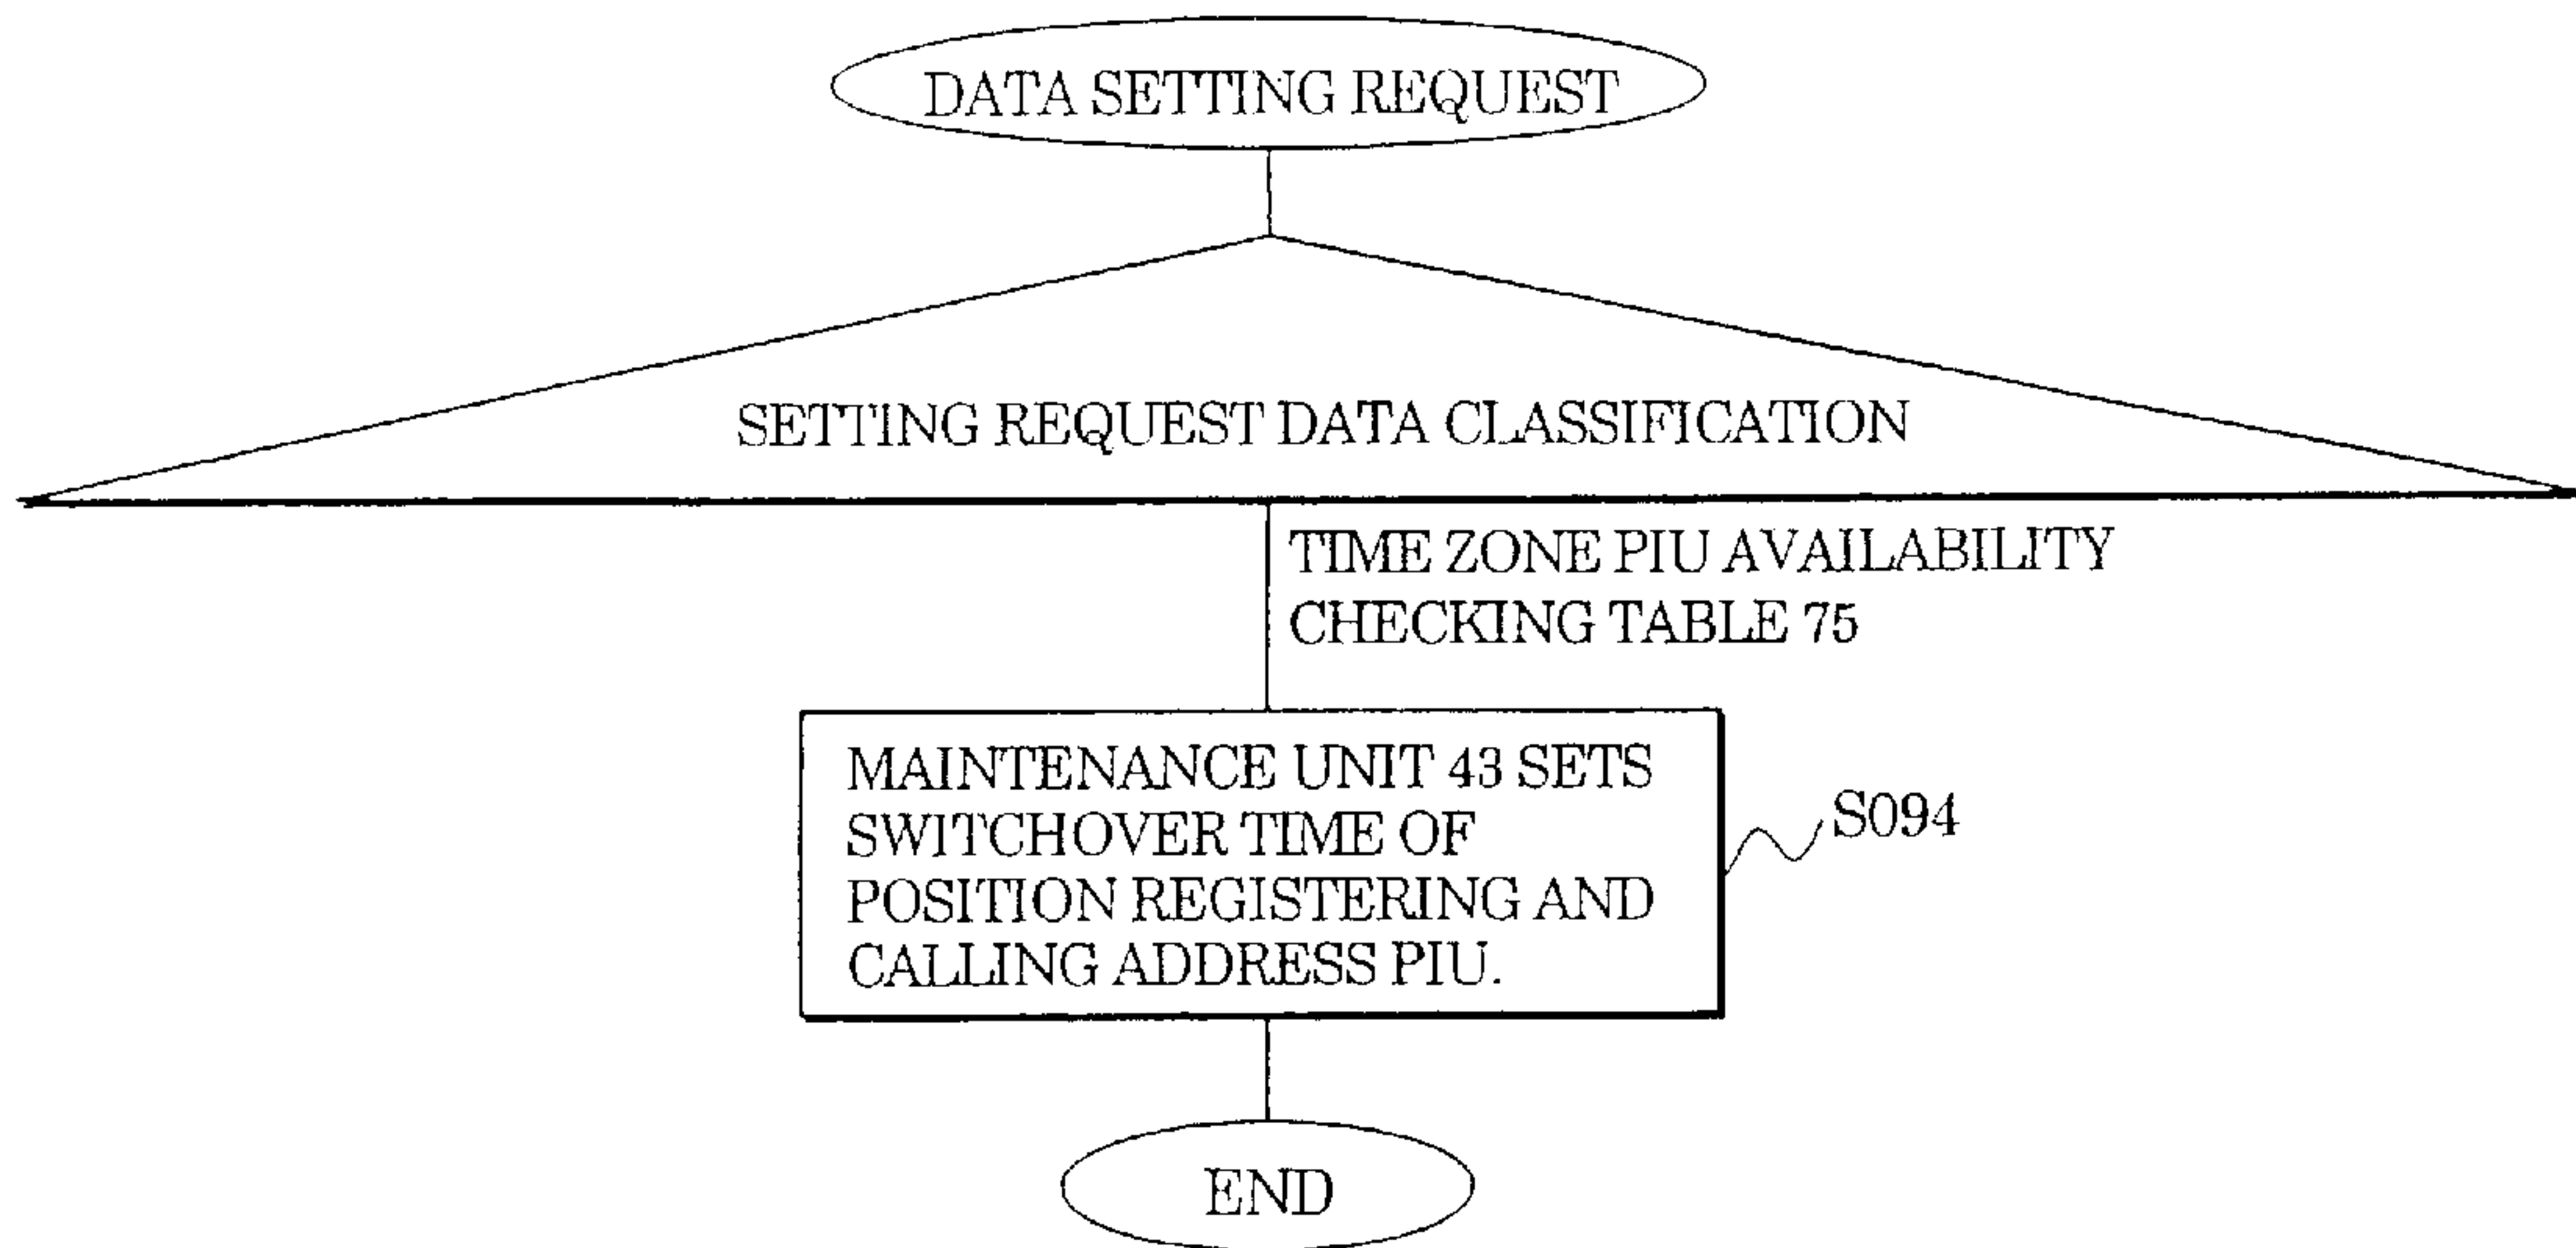 DATA SETTING REQUEST
SETTING REQUEST DATA CLASSIFICATION
TIME ZONE PIU AVAILABILITY
CHECKING TABLE 75
MAINTENANCE UNIT 43 SETS
SWITCHOVER TIME OF
POSITION REGISTERING AND
CALLING ADDRESS PIU.
S094
END